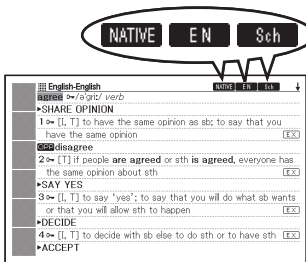 NATIVE EN Sch
English-English NATIVE EN Sch ↓
agree /ə'griː/ verb
▸SHARE OPINION
1 [I, T] to have the same opinion as sb; to say that you
have the same opinion EX
OPP disagree
2 [T] if people are agreed or sth is agreed, everyone has
the same opinion about sth EX
▸SAY YES
3 [I, T] to say ‘yes’; to say that you will do what sb wants
or that you will allow sth to happen EX
▸DECIDE
4 [I, T] to decide with sb else to do sth or to have sth EX
▸ACCEPT